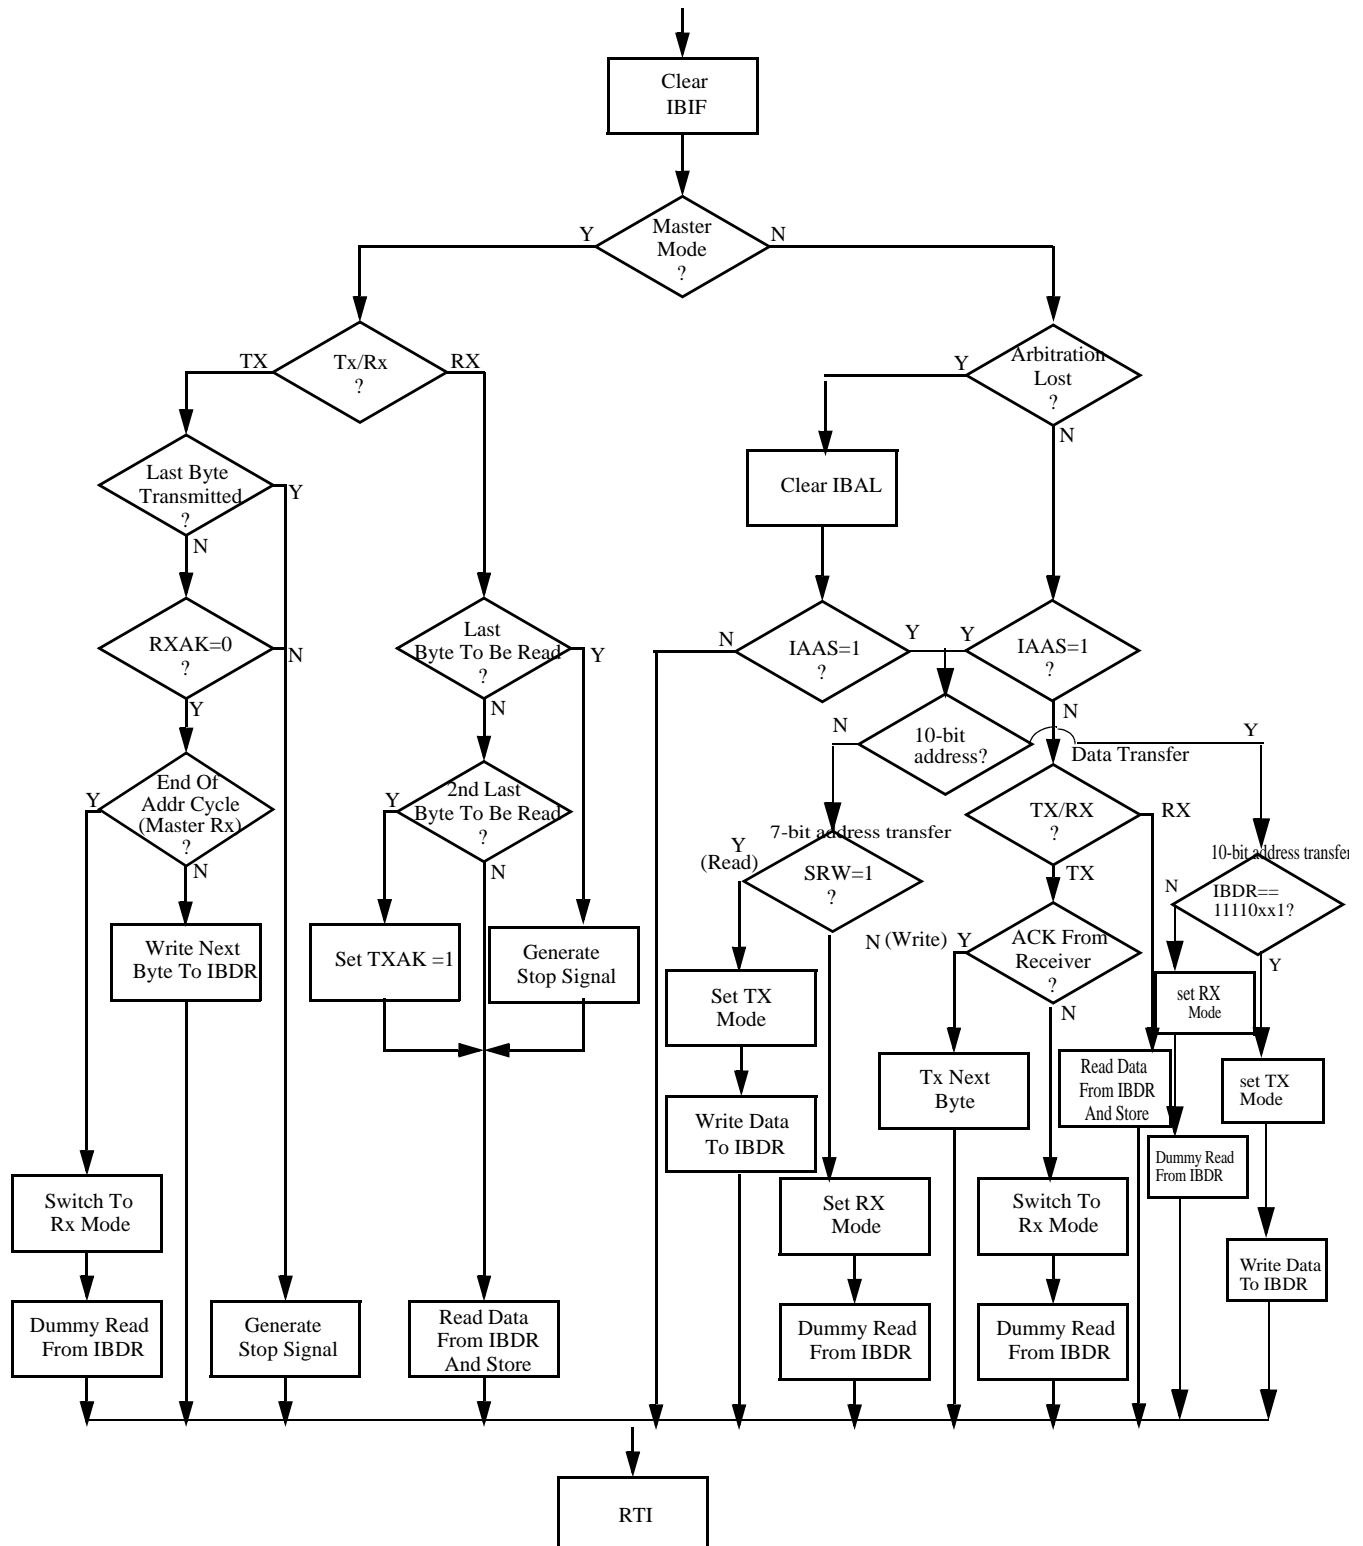 Clear
IBIF
Master
Mode
?
Y
N
Tx/Rx
?
TX
RX
Arbitration
Lost
?
Y
N
Last Byte
Transmitted
?
Y
N
Clear IBAL
RXAK=0
?
N
Y
Last
Byte To Be Read
?
Y
N
IAAS=1
?
N
Y
IAAS=1
?
Y
N
10-bit
address?
N
Y
Data Transfer
End Of
Addr Cycle
(Master Rx)
?
Y
N
2nd Last
Byte To Be Read
?
Y
N
7-bit address transfer
SRW=1
?
Y
(Read)
N (Write)
TX/RX
?
RX
TX
10-bit address transfer
IBDR==
11110xx1?
N
Y
Write Next
Byte To IBDR
Set TXAK =1
Generate
Stop Signal
ACK From
Receiver
?
Y
N
Set TX
Mode
set RX
Mode
Tx Next
Byte
Read Data
From IBDR
And Store
set TX
Mode
Write Data
To IBDR
Dummy Read
From IBDR
Switch To
Rx Mode
Set RX
Mode
Switch To
Rx Mode
Write Data
To IBDR
Dummy Read
From IBDR
Generate
Stop Signal
Read Data
From IBDR
And Store
Dummy Read
From IBDR
Dummy Read
From IBDR
RTI